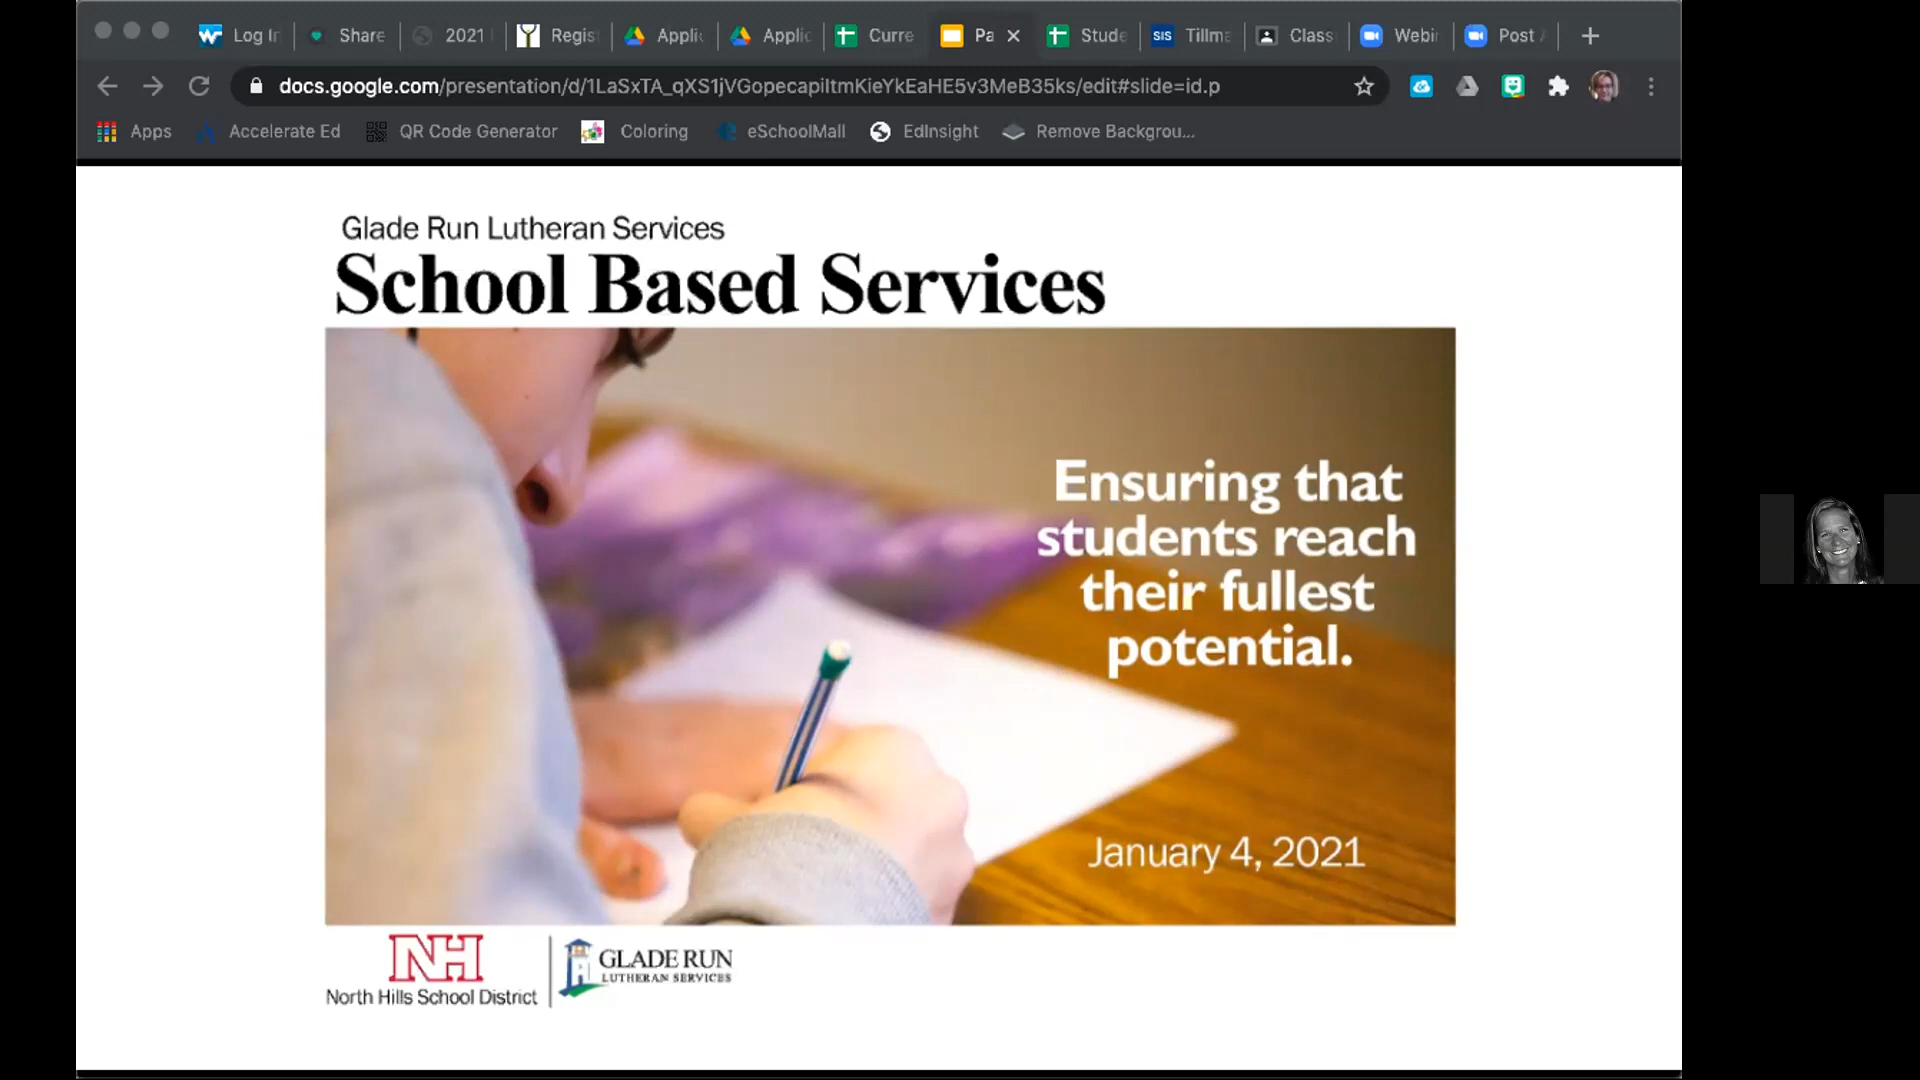 Log In
Share
2021
Regis
Applic
Applic
Curre
Pa
Stude
SIS
Tillma
Class
Webi
Post
docs.google.com/presentation/d/1LaSxTA_qXS1jVGopecapiItmKieYkEaHE5v3MeB35ks/edit#slide=id.p
Apps
Accelerate Ed
QR Code Generator
Coloring
eSchoolMall
EdInsight
Remove Backgrou...
Glade Run Lutheran Services
School Based Services
Ensuring that
students reach
their fullest
potential.
January 4, 2021
NH
North Hills School District
GLADE RUN
LUTHERAN SERVICES